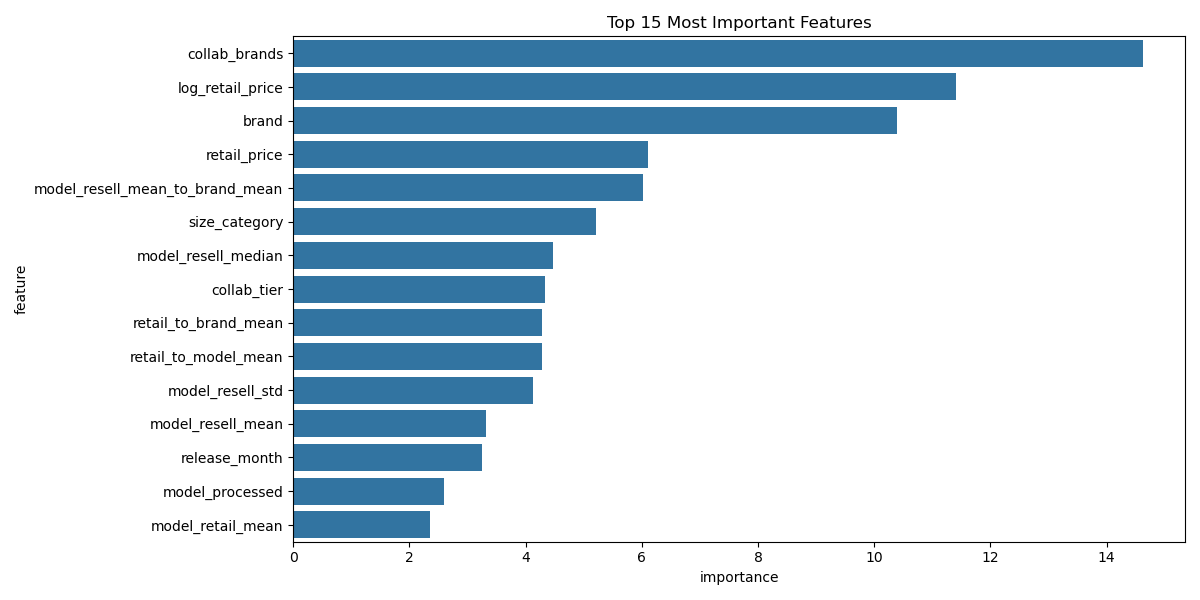 Top 15 Most Important Features
collab_brands
log_retail_price
brand
retail_price
model_resell_mean_to_brand_mean
size_category
model_resell_median
collab_tier
retail_to_brand_mean
retail_to_model_mean
model_resell_std
model_resell_mean
release_month
model_processed
model_retail_mean
feature
0 2 4 6 8 10 12 14
importance